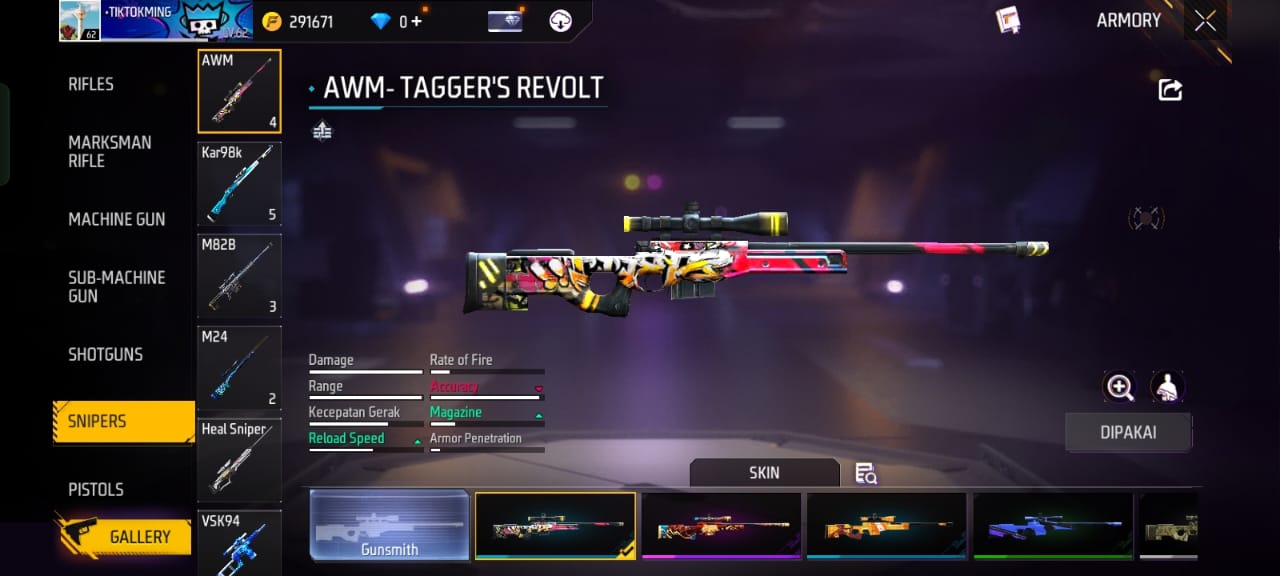 62
·TIKTOKMING
LV.62
291671
0 +
ARMORY
RIFLES
MARKSMAN
RIFLE
MACHINE GUN
SUB-MACHINE
GUN
SHOTGUNS
SNIPERS
PISTOLS
GALLERY
AWM
4
Kar98k
5
M82B
3
M24
2
Heal Sniper
VSK94
AWM- TAGGER'S REVOLT
Damage
Rate of Fire
Range
Accuracy
Kecepatan Gerak
Magazine
Reload Speed
Armor Penetration
DIPAKAI
SKIN
Gunsmith